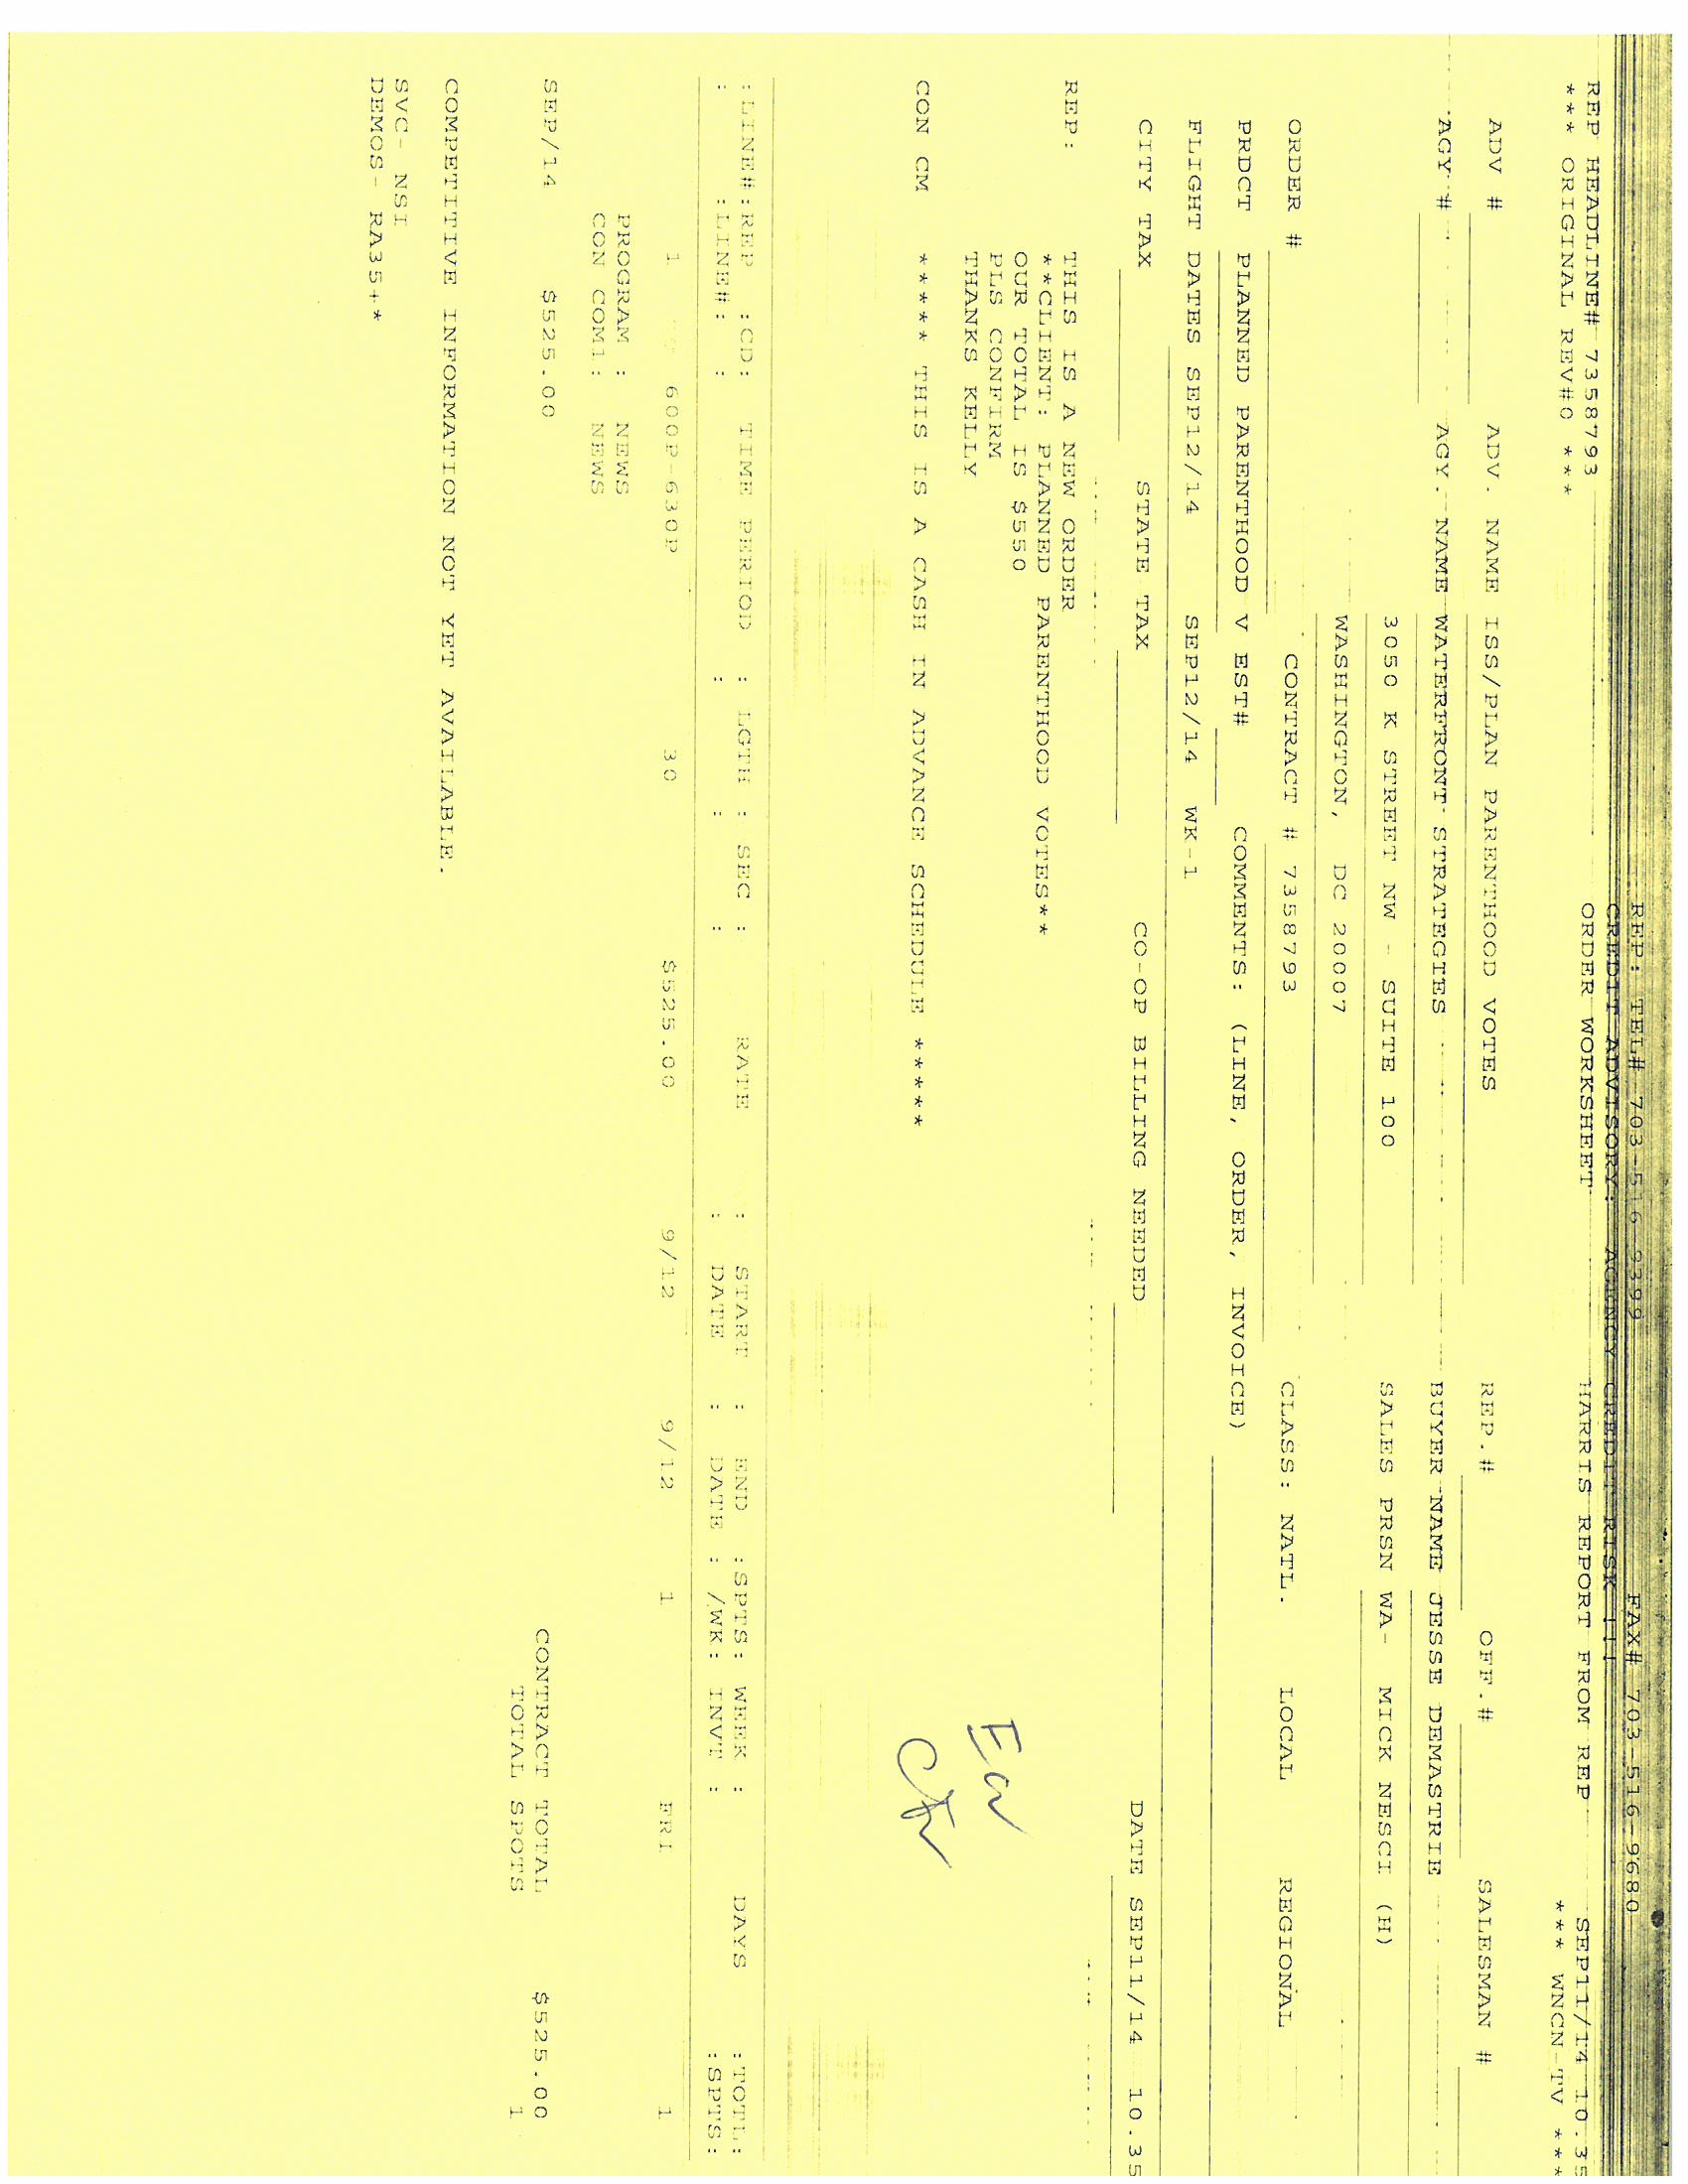 REP: TEL# 703-516-9399 FAX# 703-516-9680
CREDIT ADVISORY: AGENCY CREDIT RISK !!!
REP HEADLINE# 7358793 ORDER WORKSHEET HARRIS REPORT FROM REP SEP11/14 10.35
*** ORIGINAL REV#0 *** *** WNCN-TV ***
ADV # ADV. NAME ISS/PLAN PARENTHOOD VOTES REP.# OFF.# SALESMAN #
AGY # AGY. NAME WATERFRONT STRATEGIES BUYER NAME JESSE DEMASTRIE
3050 K STREET NW - SUITE 100 SALES PRSN WA- MICK NESCI (H)
WASHINGTON, DC 20007
ORDER # CONTRACT # 7358793 CLASS: NATL. LOCAL REGIONAL
PRDCT PLANNED PARENTHOOD V EST# COMMENTS: (LINE, ORDER, INVOICE)
FLIGHT DATES SEP12/14 SEP12/14 WK-1
CITY TAX STATE TAX CO-OP BILLING NEEDED DATE SEP11/14 10.35
REP: THIS IS A NEW ORDER
**CLIENT: PLANNED PARENTHOOD VOTES**
OUR TOTAL IS $550
PLS CONFIRM
THANKS KELLY
CON CM ***** THIS IS A CASH IN ADVANCE SCHEDULE *****
:LINE#:REP :CD: TIME PERIOD : LGTH : SEC : RATE : START : END :SPTS: WEEK : DAYS :TOTL:
: :LINE#: : : : : : DATE : DATE : /WK: INVT : :SPTS:
1 600P-630P 30 $525.00 9/12 9/12 1 FRI 1
PROGRAM : NEWS
CON COM1: NEWS
SEP/14 $525.00 CONTRACT TOTAL $525.00
TOTAL SPOTS 1
COMPETITIVE INFORMATION NOT YET AVAILABLE.
SVC- NSI
DEMOS- RA35+*